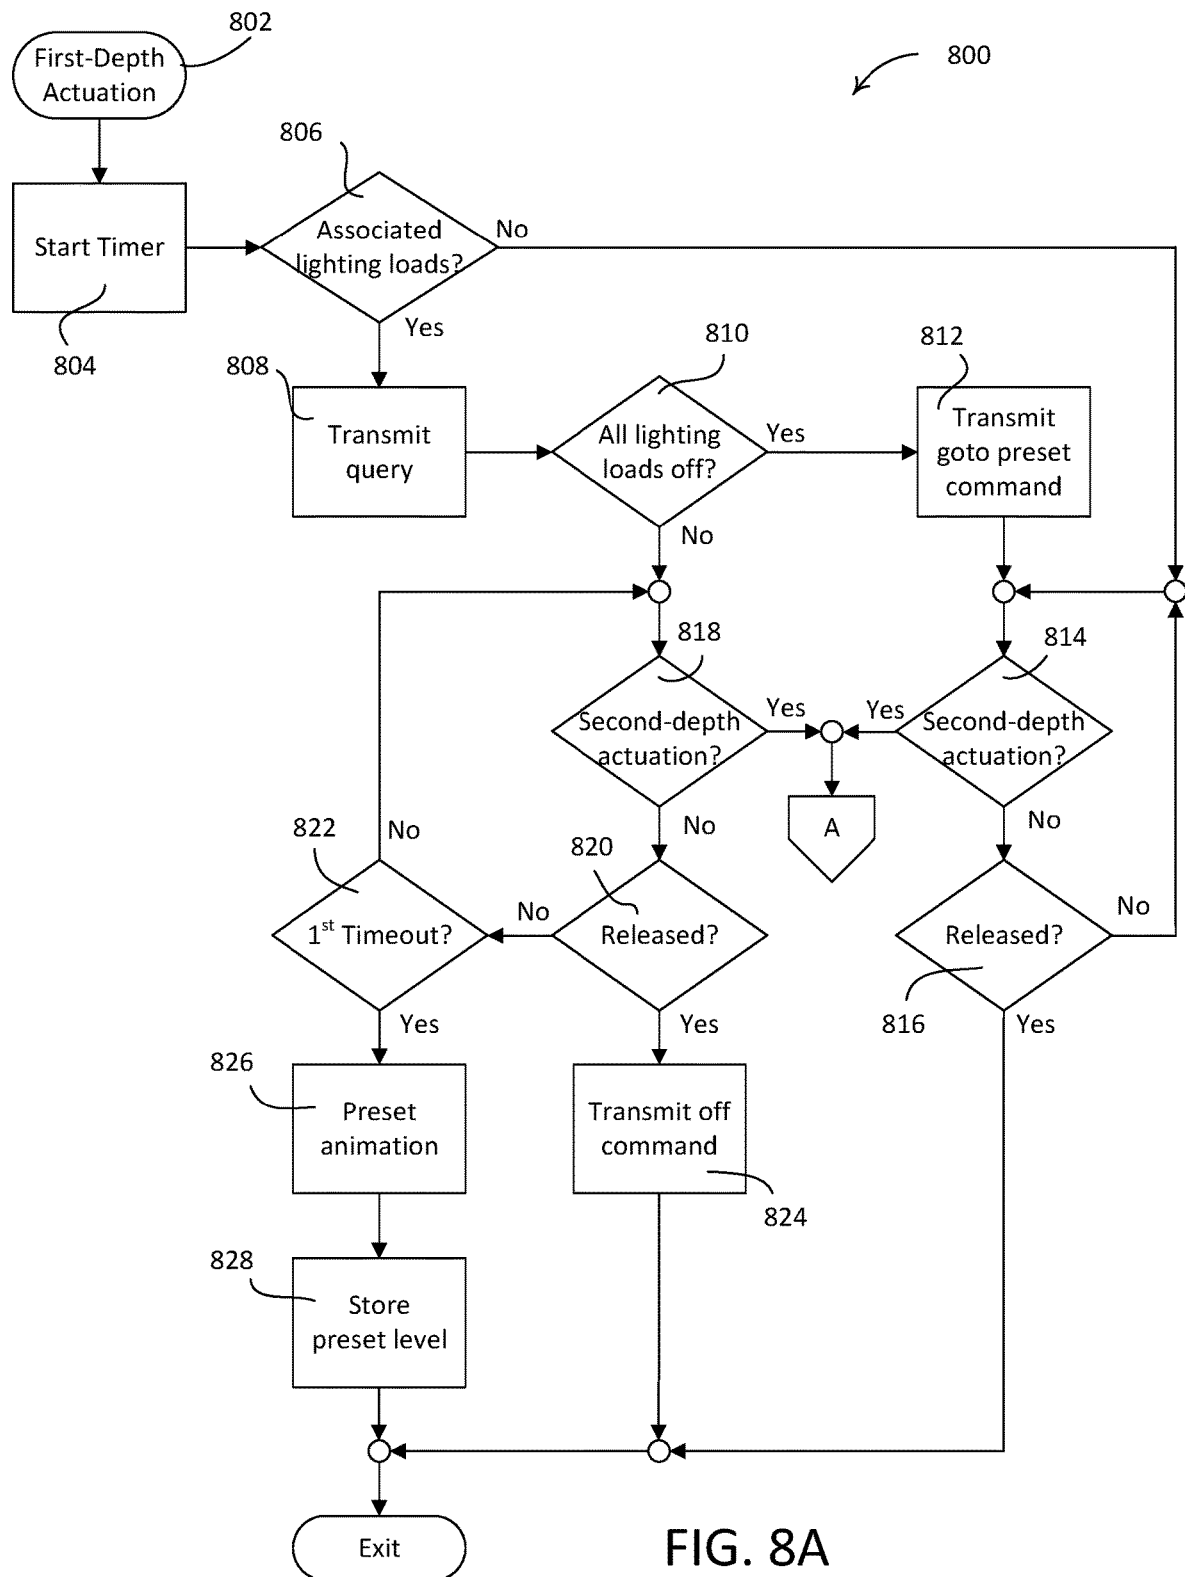 802
First-Depth
Actuation
800
806
Start Timer
Associated
lighting loads?
No
Yes
804
808
Transmit
query
810
All lighting
loads off?
Yes
No
812
Transmit
goto preset
command
818
Second-depth
actuation?
Yes
No
814
Yes
Second-depth
actuation?
No
A
822
No
1st Timeout?
Yes
820
No
Released?
Yes
Released?
No
816
Yes
826
Preset
animation
Transmit off
command
824
828
Store
preset level
Exit
FIG. 8A